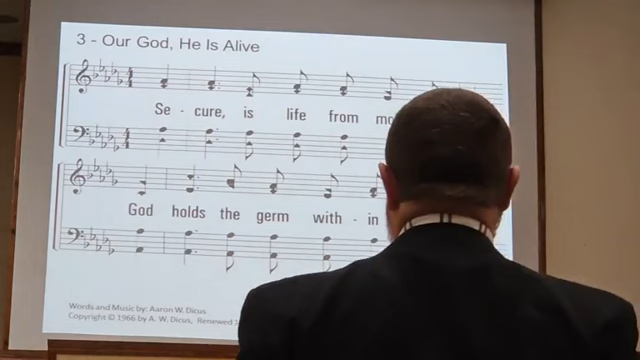 3 - Our God, He Is Alive
Se - cure, is life from
God holds the germ with - in
Words and Music by: Aaron W. Dicus
Copyright © 1966 by A. W. Dicus, Renewed